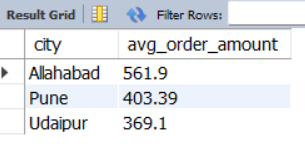 Result Grid Filter Rows:
city avg_order_amount
Allahabad 561.9
Pune 403.39
Udaipur 369.1